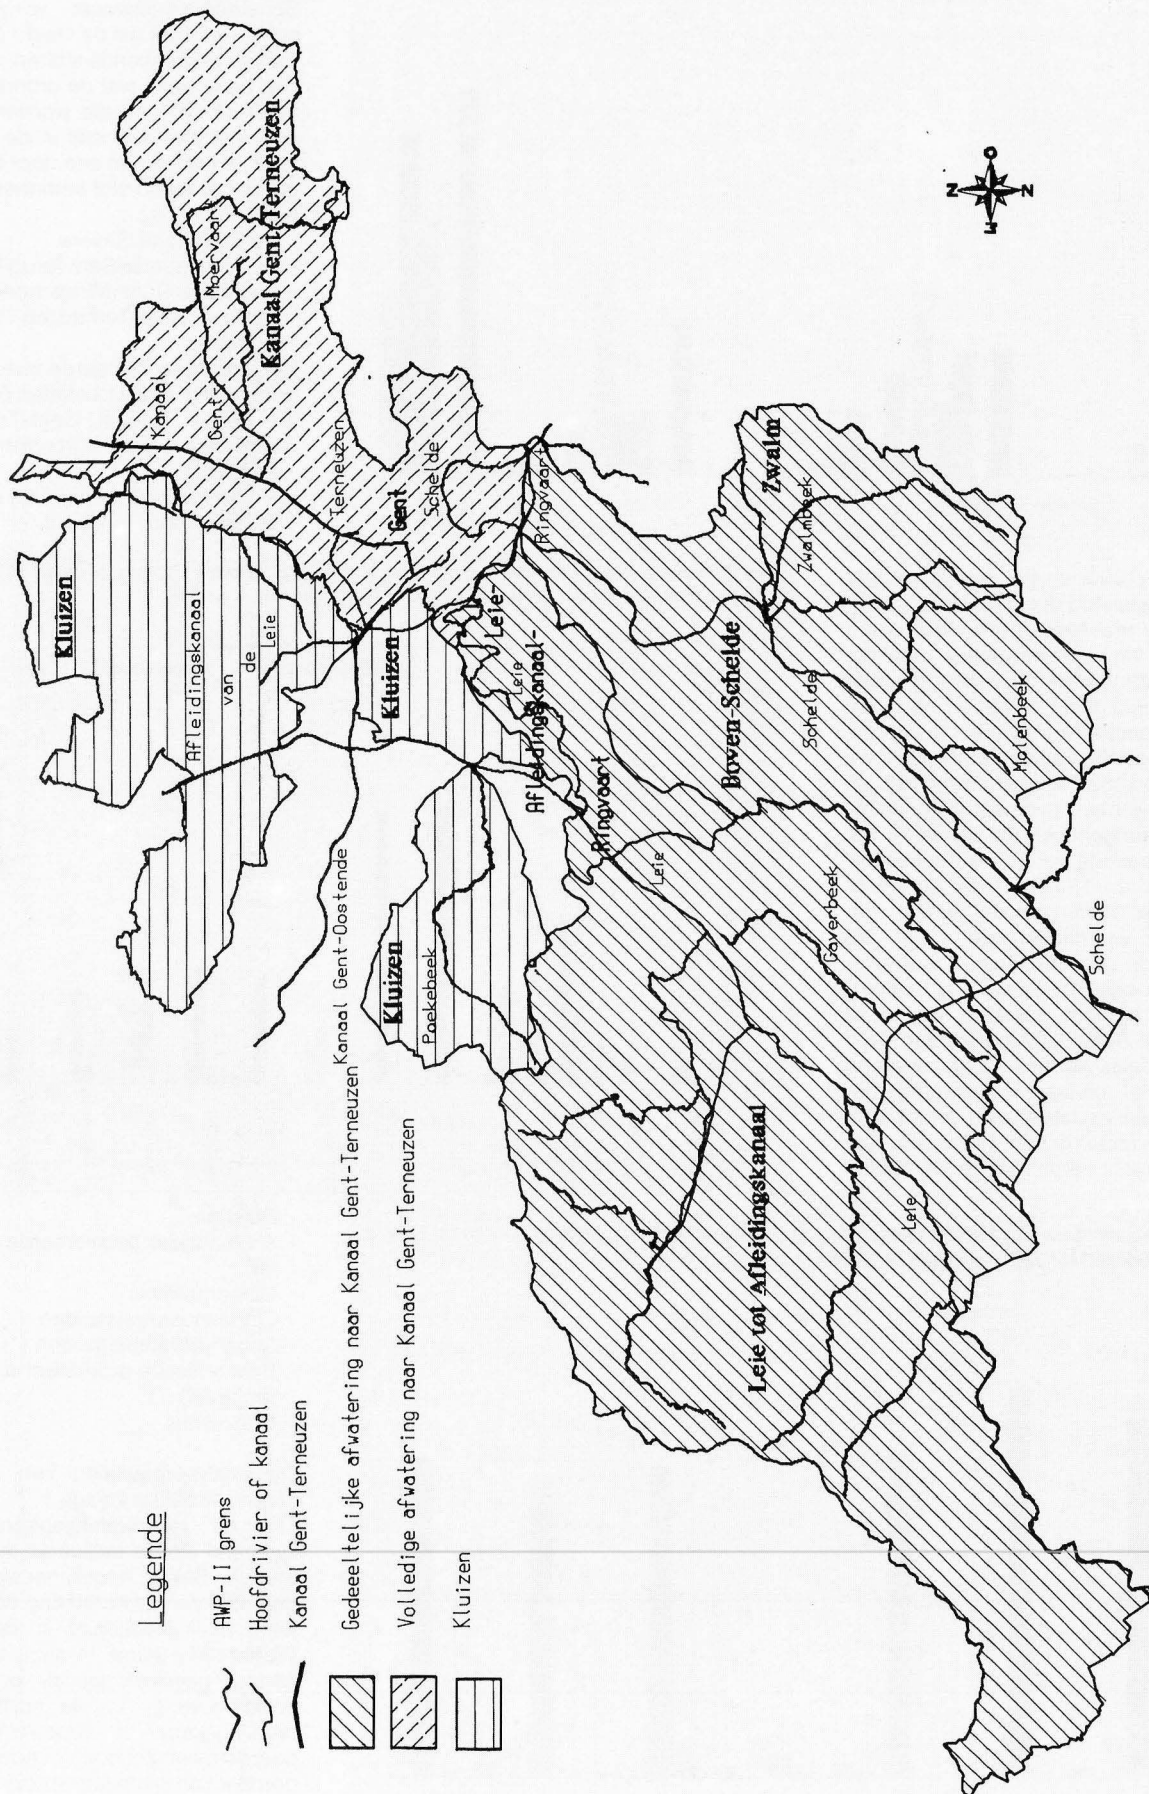 Legende
AWP-II grens
Hoofdrivier of kanaal
Kanaal Gent-Terneuzen
Gedeeeltelijke afwatering naar Kanaal Gent-Terneuzen
Volledige afwatering naar Kanaal Gent-Terneuzen
Kluizen
Kluizen
Afleidingskanaal
van
de
Leie
Kanaal Gent-Oostende
Kluizen
Kluizen
Poekebeek
Kanaal
Gent-
Terneuzen
Moervaart
Kanaal Gent-Terneuzen
Gent
Schelde
Ringvaart
Leie-
Leie
Afleidingskanaal-
Ringvaart
Leie
Boven-Schelde
Schelde
Zwalm
Zwalmbeek
Molenbeek
Gaverbeek
Leie tot Afleidingskanaal
Leie
Schelde
N
O
Z
W